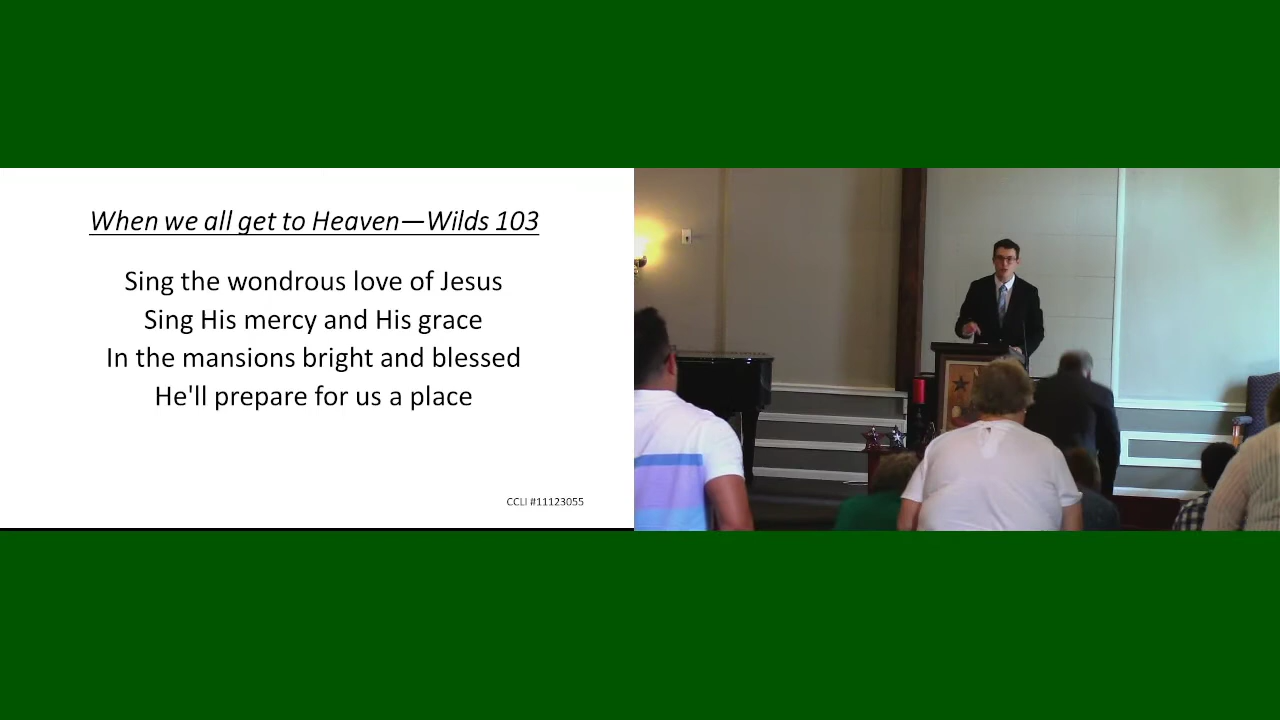 When we all get to Heaven—Wilds 103
Sing the wondrous love of Jesus
Sing His mercy and His grace
In the mansions bright and blessed
He'll prepare for us a place
CCLI #11123055